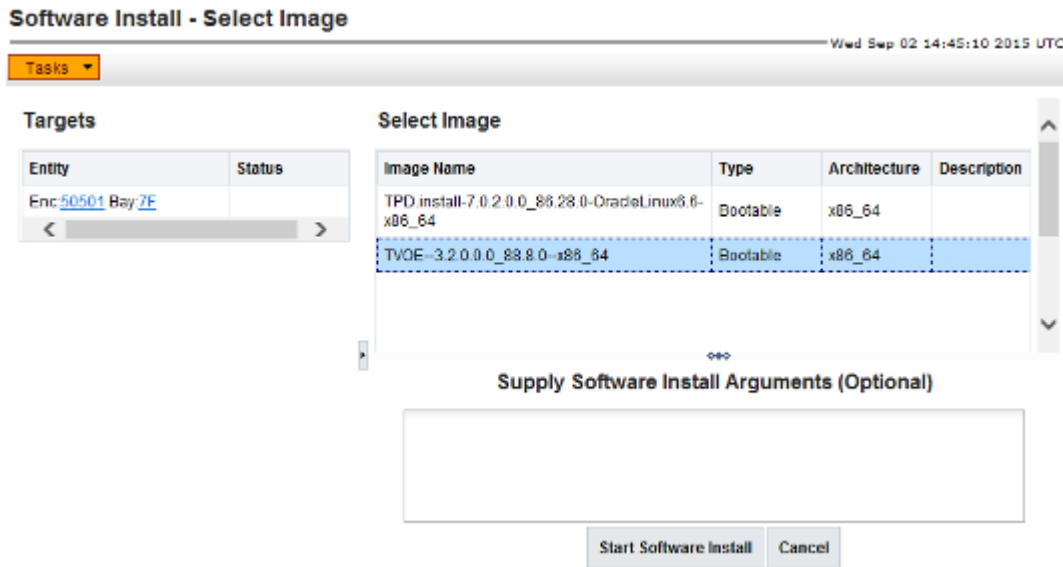 Software Install - Select Image
Wed Sep 02 14:45:10 2015 UTC
Tasks
Targets
Entity Status
Enc:50501 Bay:7F
Select Image
Image Name Type Architecture Description
TPD.install-7.0.2.0.0_86.28.0-OracleLinux6.6-
x86_64 Bootable x86_64
TVOE--3.2.0.0.0_88.8.0--x86_64 Bootable x86_64
Supply Software Install Arguments (Optional)
Start Software Install Cancel